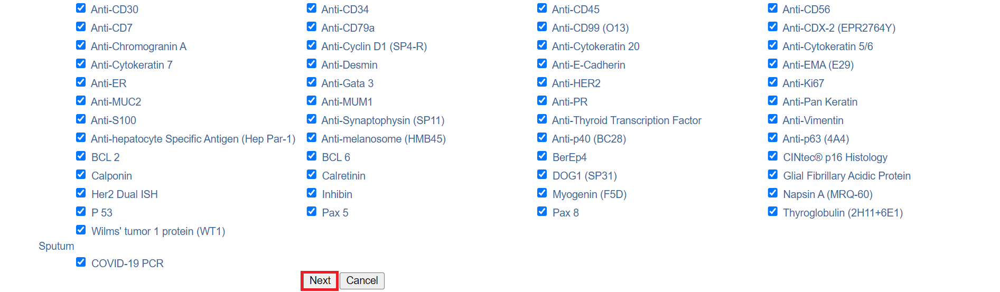 Anti-CD30 Anti-CD34 Anti-CD45 Anti-CD56
Anti-CD7 Anti-CD79a Anti-CD99 (O13) Anti-CDX-2 (EPR2764Y)
Anti-Chromogranin A Anti-Cyclin D1 (SP4-R) Anti-Cytokeratin 20 Anti-Cytokeratin 5/6
Anti-Cytokeratin 7 Anti-Desmin Anti-E-Cadherin Anti-EMA (E29)
Anti-ER Anti-Gata 3 Anti-HER2 Anti-Ki67
Anti-MUC2 Anti-MUM1 Anti-PR Anti-Pan Keratin
Anti-S100 Anti-Synaptophysin (SP11) Anti-Thyroid Transcription Factor Anti-Vimentin
Anti-hepatocyte Specific Antigen (Hep Par-1) Anti-melanosome (HMB45) Anti-p40 (BC28) Anti-p63 (4A4)
BCL 2 BCL 6 BerEp4 CINtec® p16 Histology
Calponin Calretinin DOG1 (SP31) Glial Fibrillary Acidic Protein
Her2 Dual ISH Inhibin Myogenin (F5D) Napsin A (MRQ-60)
P 53 Pax 5 Pax 8 Thyroglobulin (2H11+6E1)
Wilms' tumor 1 protein (WT1)
Sputum
COVID-19 PCR
Next Cancel